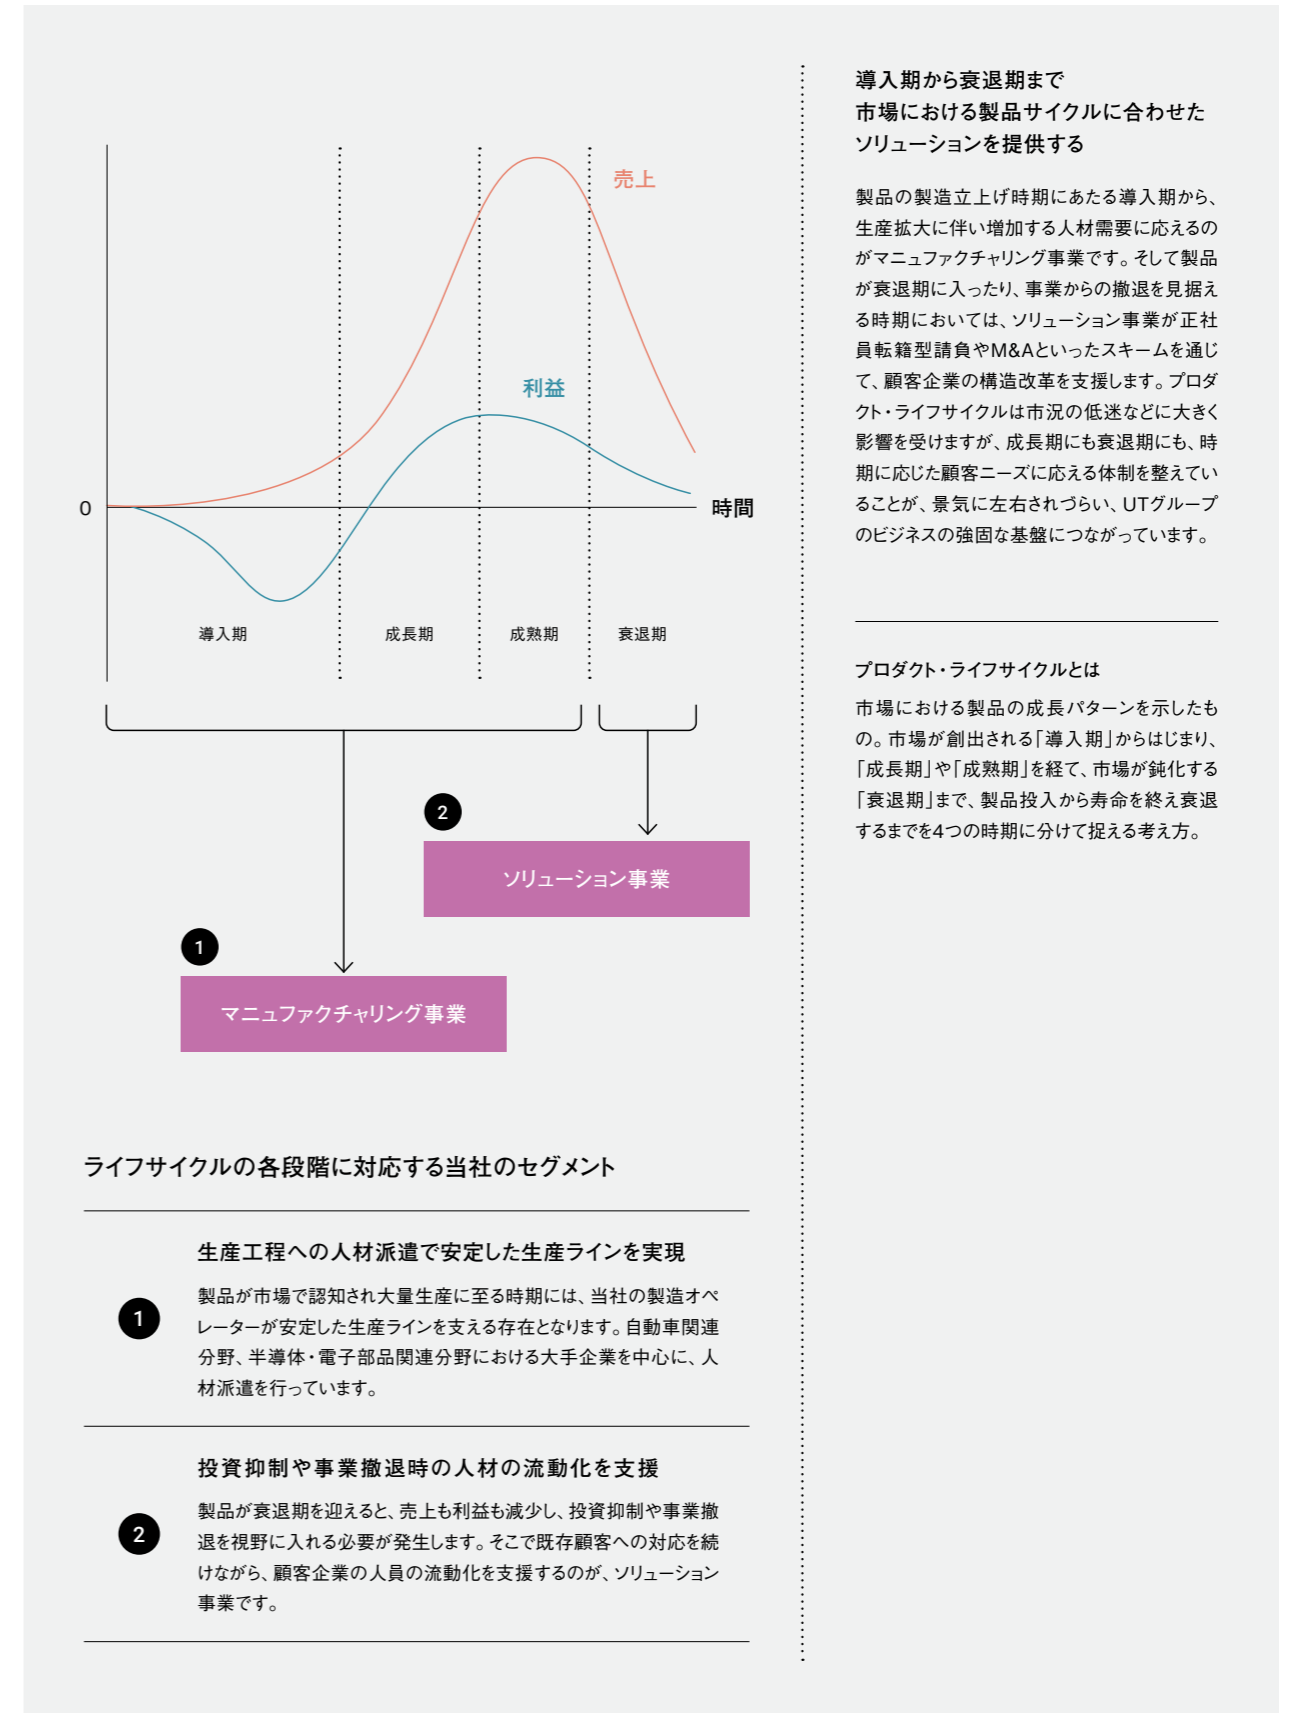 売上
利益
0
時間
導入期
成長期
成熟期
衰退期
2
ソリューション事業
1
マニュファクチャリング事業
ライフサイクルの各段階に対応する当社のセグメント
1
生産工程への人材派遣で安定した生産ラインを実現
製品が市場で認知され大量生産に至る時期には、当社の製造オペ
レーターが安定した生産ラインを支える存在となります。自動車関連
分野、半導体・電子部品関連分野における大手企業を中心に、人
材派遣を行っています。
2
投資抑制や事業撤退時の人材の流動化を支援
製品が衰退期を迎えると、売上も利益も減少し、投資抑制や事業撤
退を視野に入れる必要が発生します。そこで既存顧客への対応を続
けながら、顧客企業の人員の流動化を支援するのが、ソリューション
事業です。
導入期から衰退期まで
市場における製品サイクルに合わせた
ソリューションを提供する
製品の製造立上げ時期にあたる導入期から、
生産拡大に伴い増加する人材需要に応えるの
がマニュファクチャリング事業です。そして製品
が衰退期に入ったり、事業からの撤退を見据え
る時期においては、ソリューション事業が正社
員転籍型請負やM&Aといったスキームを通じ
て、顧客企業の構造改革を支援します。プロダ
クト・ライフサイクルは市況の低迷などに大きく
影響を受けますが、成長期にも衰退期にも、時
期に応じた顧客ニーズに応える体制を整えてい
ることが、景気に左右されづらい、UTグループ
のビジネスの強固な基盤につながっています。
プロダクト・ライフサイクルとは
市場における製品の成長パターンを示したも
の。市場が創出される「導入期」からはじまり、
「成長期」や「成熟期」を経て、市場が鈍化する
「衰退期」まで、製品投入から寿命を終え衰退
するまでを4つの時期に分けて捉える考え方。